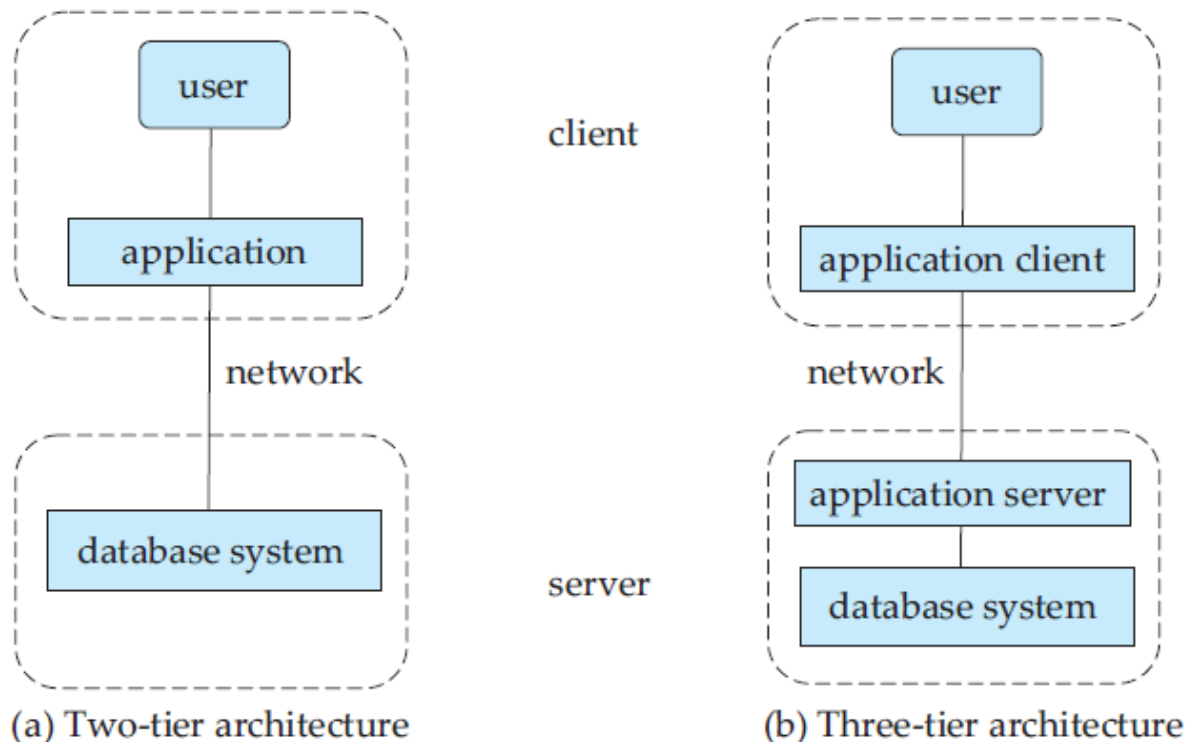 user
application
network
database system
(a) Two-tier architecture
client
server
user
application client
network
application server
database system
(b) Three-tier architecture